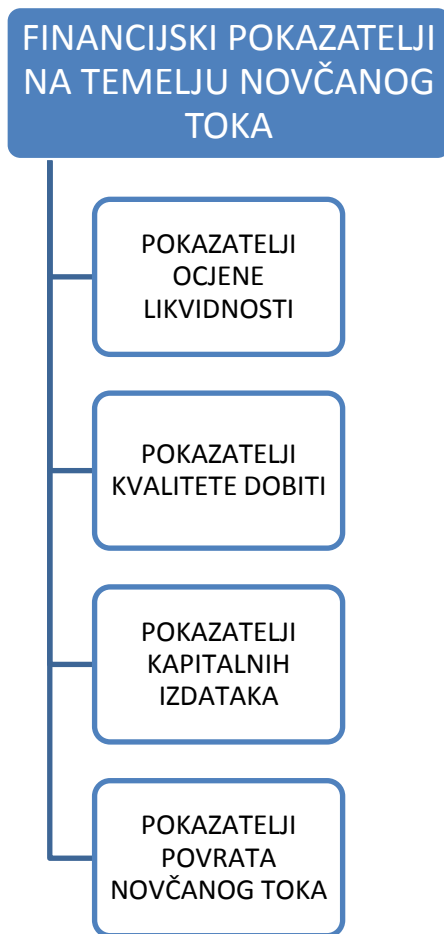 FINANCIJSKI POKAZATELJI
NA TEMELJU NOVČANOG
TOKA
POKAZATELJI
OCJENE
LIKVIDNOSTI
POKAZATELJI
KVALITETE DOBITI
POKAZATELJI
KAPITALNIH
IZDATAKA
POKAZATELJI
POVRATA
NOVČANOG TOKA